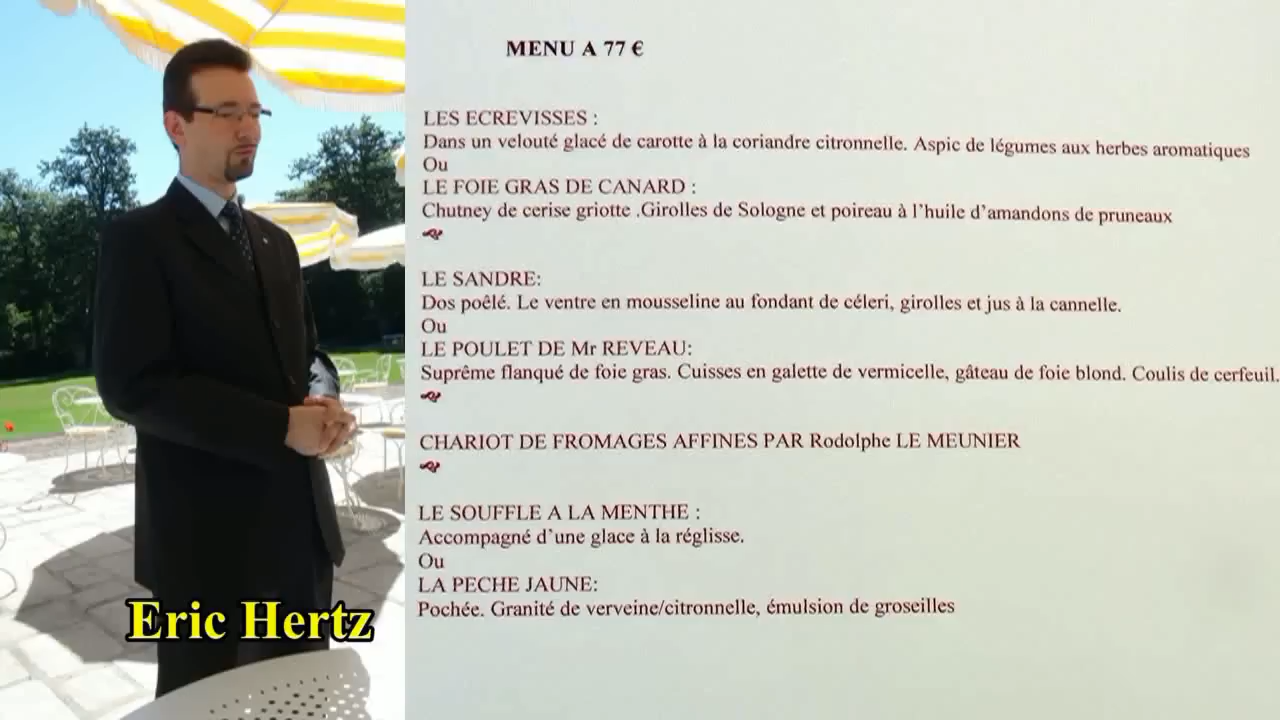 MENU A 77 €
LES ECREVISSES :
Dans un velouté glacé de carotte à la coriandre citronnelle. Aspic de légumes aux herbes aromatiques
Ou
LE FOIE GRAS DE CANARD :
Chutney de cerise griotte .Girolles de Sologne et poireau à l'huile d'amandons de pruneaux
LE SANDRE:
Dos poêlé. Le ventre en mousseline au fondant de céleri, girolles et jus à la cannelle.
Ou
LE POULET DE Mr REVEAU:
Suprême flanqué de foie gras. Cuisses en galette de vermicelle, gâteau de foie blond. Coulis de cerfeuil.
CHARIOT DE FROMAGES AFFINES PAR Rodolphe LE MEUNIER
LE SOUFFLE A LA MENTHE :
Accompagné d'une glace à la réglisse.
Ou
LA PECHE JAUNE:
Pochée. Granité de verveine/citronnelle, émulsion de groseilles
Eric Hertz